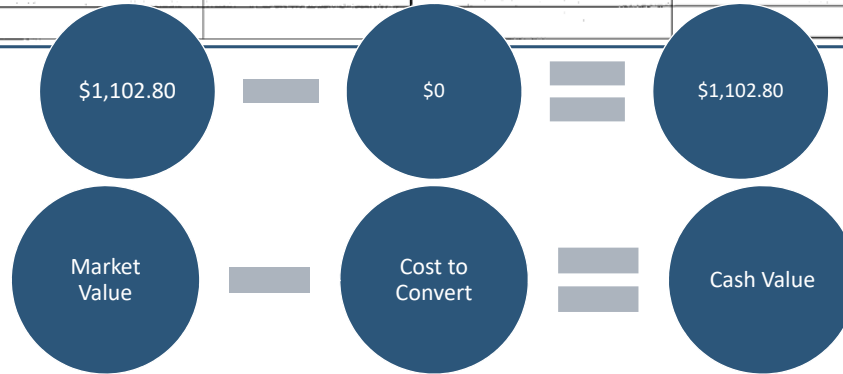 $1,102.80
$0
$1,102.80
Market
Value
Cost to
Convert
Cash Value